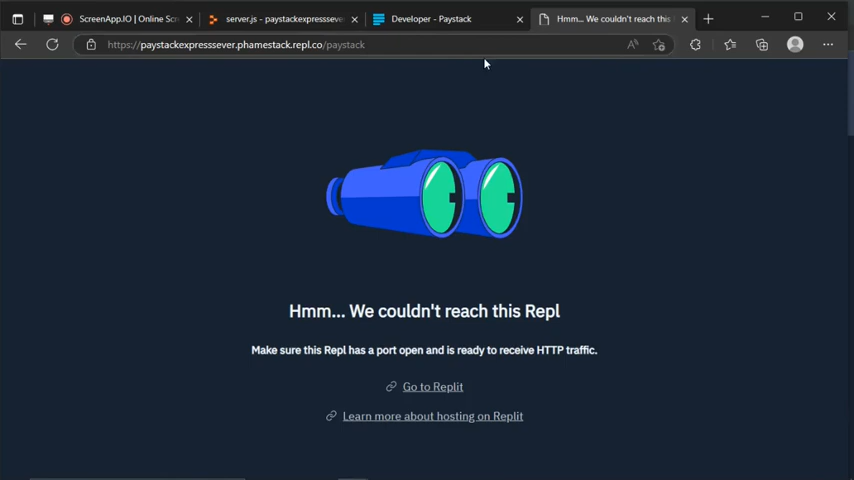 ScreenApp.IO | Online Scr
server.js - paystackexpresssever
Developer - Paystack
Hmm... We couldn't reach this
https://paystackexpresssever.phamestack.repl.co/paystack
Hmm... We couldn't reach this Repl
Make sure this Repl has a port open and is ready to receive HTTP traffic.
Go to Replit
Learn more about hosting on Replit